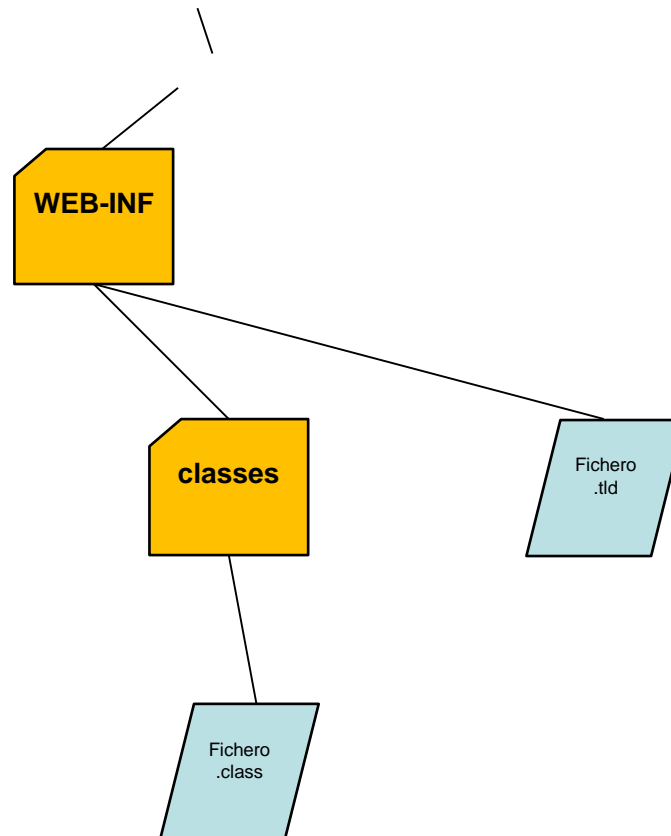 WEB-INF
classes
Fichero
.tld
Fichero
.class